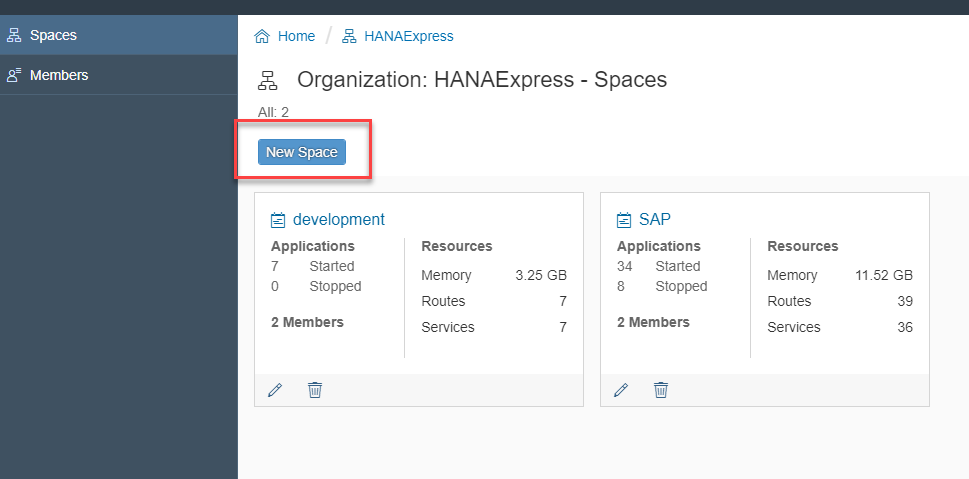 Spaces
Members
Home / HANAExpress
Organization: HANAExpress - Spaces
All: 2
New Space
development
Applications
7 Started
0 Stopped
2 Members
Resources
Memory 3.25 GB
Routes 7
Services 7
SAP
Applications
34 Started
8 Stopped
2 Members
Resources
Memory 11.52 GB
Routes 39
Services 36